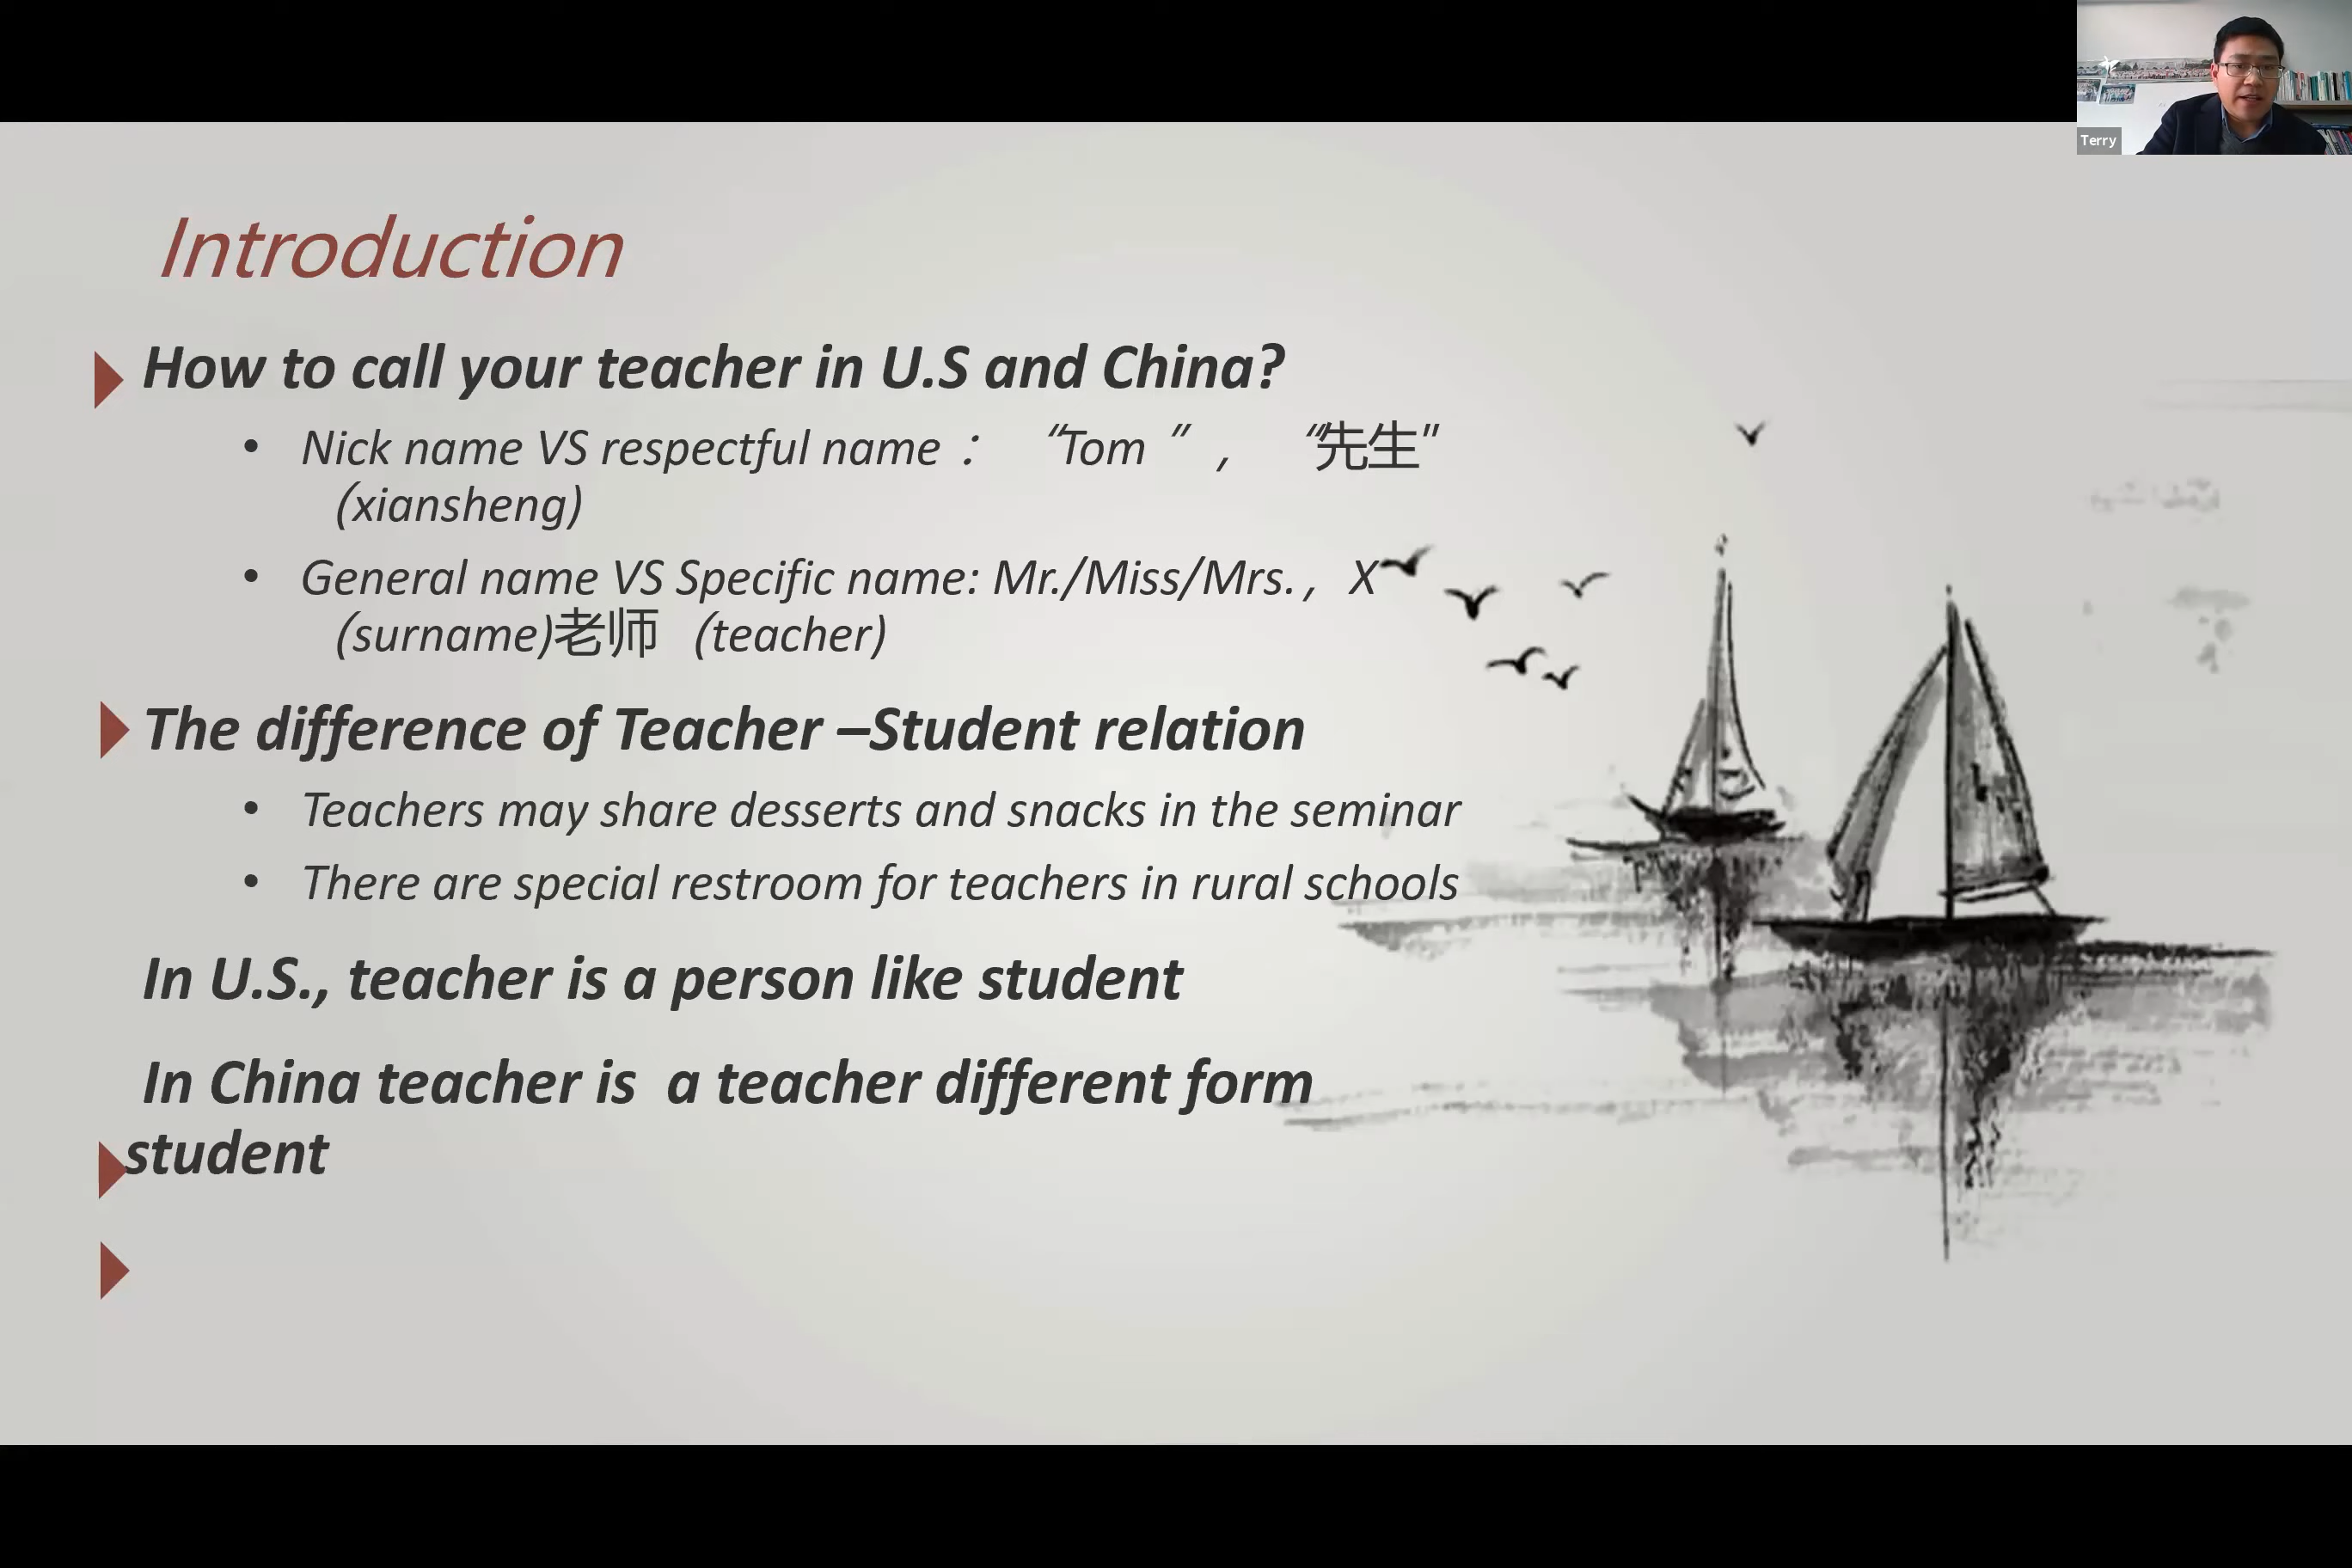 Terry
Introduction
How to call your teacher in U.S and China?
• Nick name VS respectful name： “Tom ”， “先生”
(xiansheng)
• General name VS Specific name: Mr./Miss/Mrs.，X
(surname)老师 (teacher)
The difference of Teacher –Student relation
• Teachers may share desserts and snacks in the seminar
• There are special restroom for teachers in rural schools
In U.S., teacher is a person like student
In China teacher is a teacher different form
student